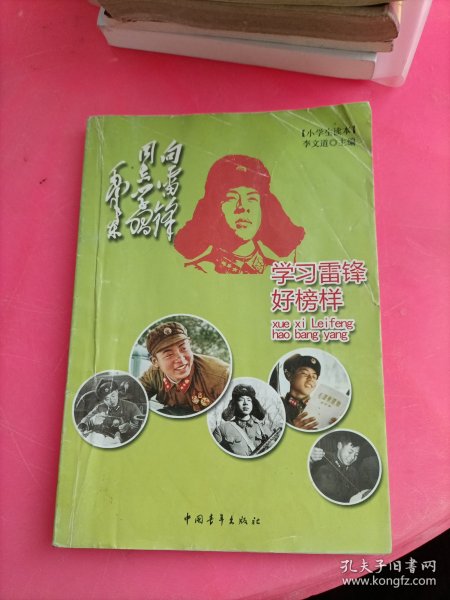 【小学生读本】
李文道◎主编
向雷锋
同志学习
毛泽东
学习雷锋
好榜样
xue xi Leifeng
hao bang yang
中国青年出版社
孔夫子旧书网
www.kongfz.com